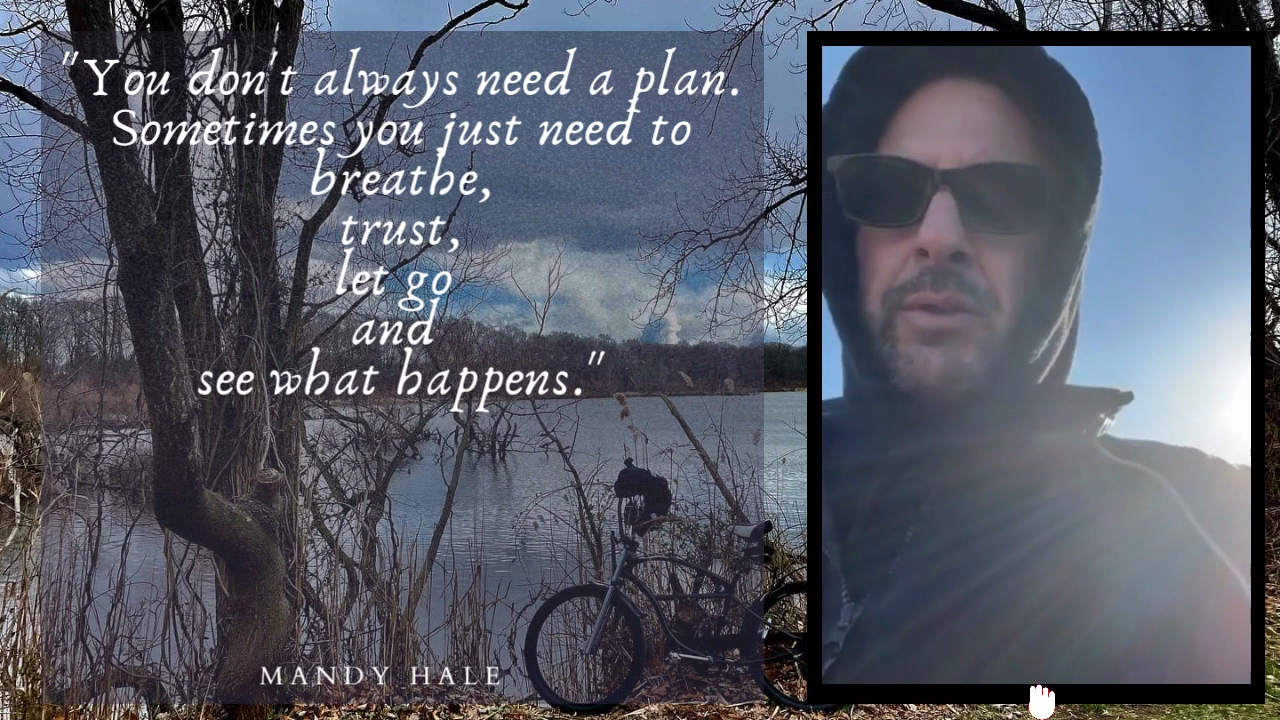 "You don't always need a plan.
Sometimes you just need to
breathe,
trust,
let go
and
see what happens."
MANDY HALE